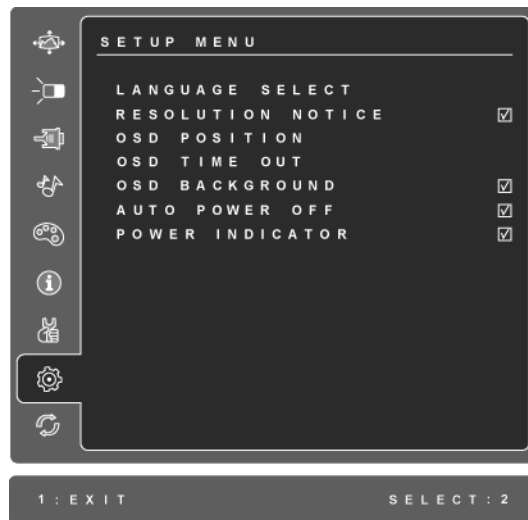 SETUP MENU
LANGUAGE SELECT
RESOLUTION NOTICE
OSD POSITION
OSD TIME OUT
OSD BACKGROUND
AUTO POWER OFF
POWER INDICATOR
1:EXIT SELECT:2